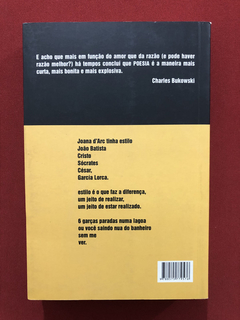 E acho que mais em função do amor que da razão (e pode haver
razão melhor?) há tempos concluí que POESIA é a maneira mais
curta, mais bonita e mais explosiva.
Charles Bukowski
Joana d'Arc tinha estilo
João Batista
Cristo
Sócrates
César,
García Lorca.
estilo é o que faz a diferença,
um jeito de realizar,
um jeito de estar realizado.
6 garças paradas numa lagoa
ou você saindo nua do banheiro
sem me
ver.